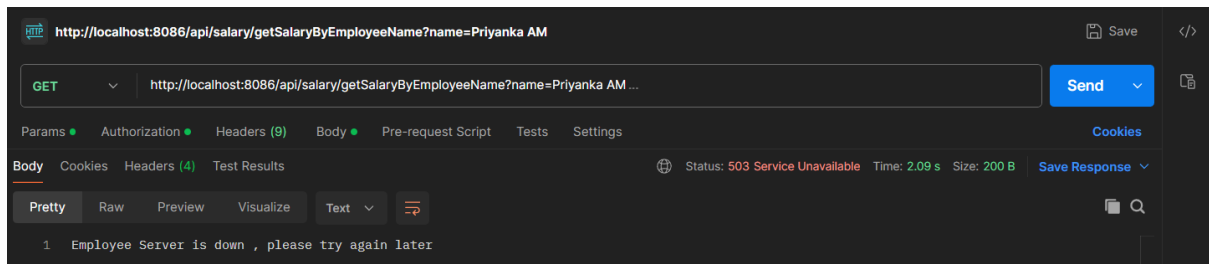 HTTP http://localhost:8086/api/salary/getSalaryByEmployeeName?name=Priyanka AM Save </>
GET http://localhost:8086/api/salary/getSalaryByEmployeeName?name=Priyanka AM ... Send
Params Authorization Headers (9) Body Pre-request Script Tests Settings Cookies
Body Cookies Headers (4) Test Results Status: 503 Service Unavailable Time: 2.09 s Size: 200 B Save Response
Pretty Raw Preview Visualize Text
1 Employee Server is down , please try again later